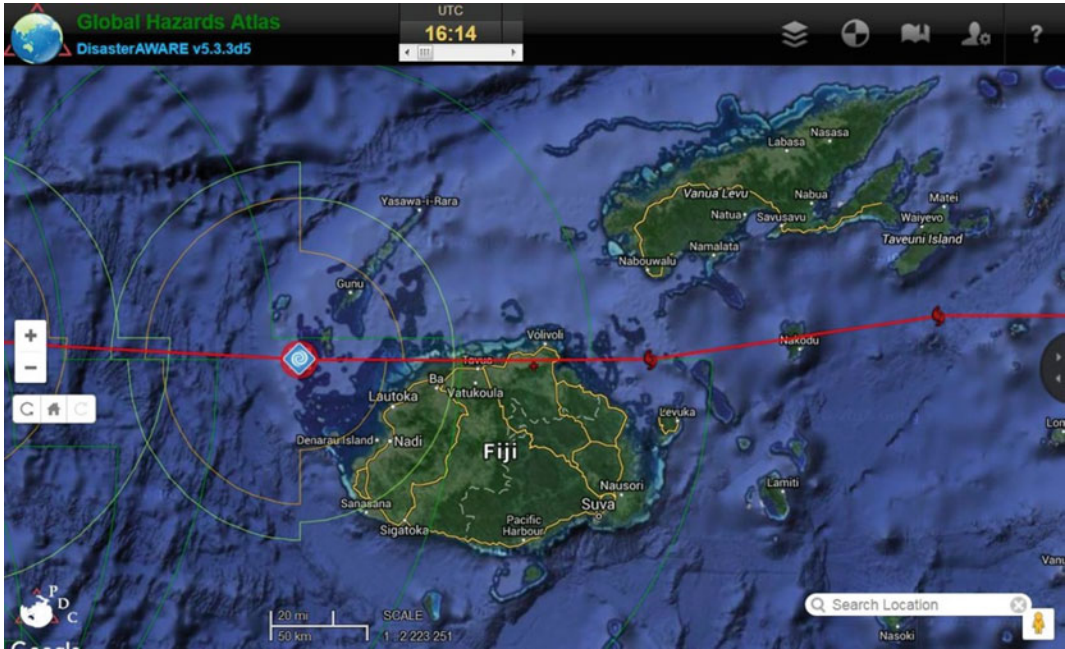 Global Hazards Atlas
DisasterAWARE v5.3.3d5
UTC
16:14
?
Nasasa
Labasa
Vanua Levu
Nabua
Matei
Yasawa-i-Rara
Natua
Savusavu
Waiyevo
Taveuni Island
Namalata
Nabouwalu
Gunu
+
Volivoli
Nakodu
−
Tavua
Ba
Vatukoula
Lautoka
Levuka
Denarau Island
Nadi
Fiji
Lamiti
Nausori
Sanasana
Suva
Sigatoka
Pacific
Harbour
P
D
C
20 mi
50 km
SCALE
1 : 2 223 251
Search Location
Nasoki
Google